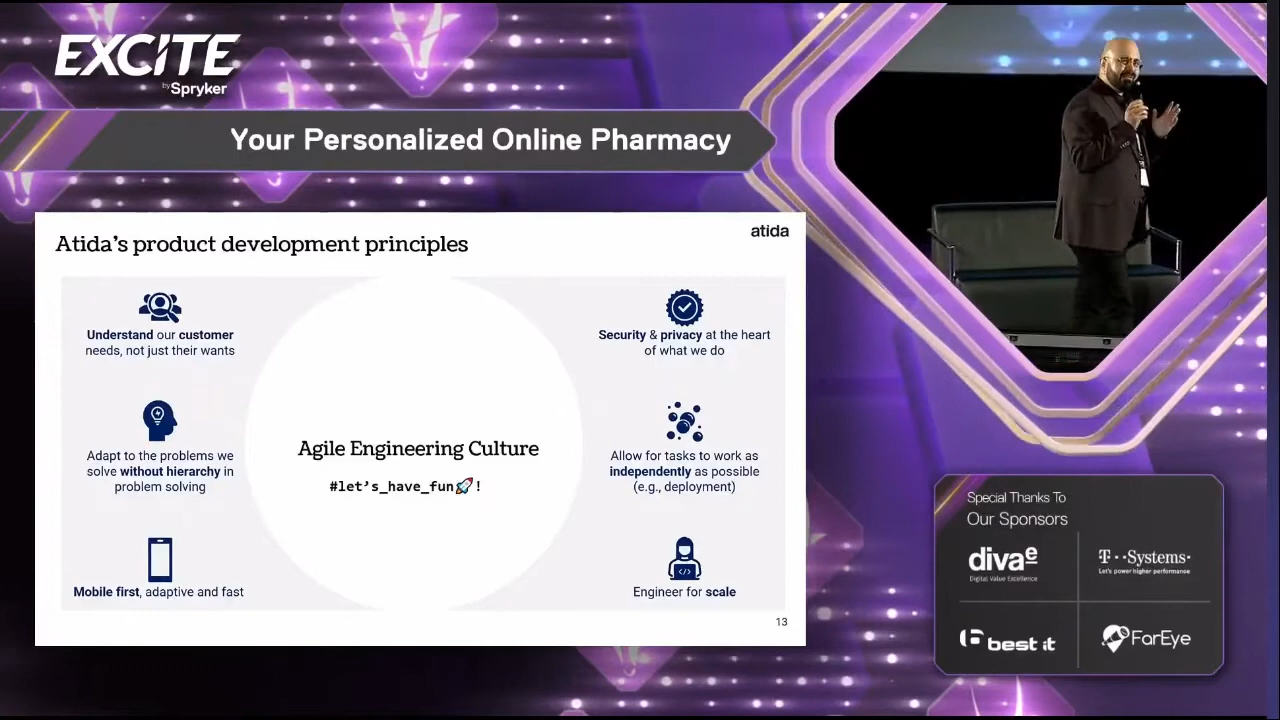 EXCITE
by Spryker
Your Personalized Online Pharmacy
Atida's product development principles
atida
Understand our customer
needs, not just their wants
Adapt to the problems we
solve without hierarchy in
problem solving
Mobile first, adaptive and fast
Agile Engineering Culture
#let's_have_fun🚀!
Security & privacy at the heart
of what we do
Allow for tasks to work as
independently as possible
(e.g., deployment)
</>
Engineer for scale
13
Special Thanks To
Our Sponsors
divae
Digital Value Excellence
T··Systems·
Let's power higher performance
best it
FarEye